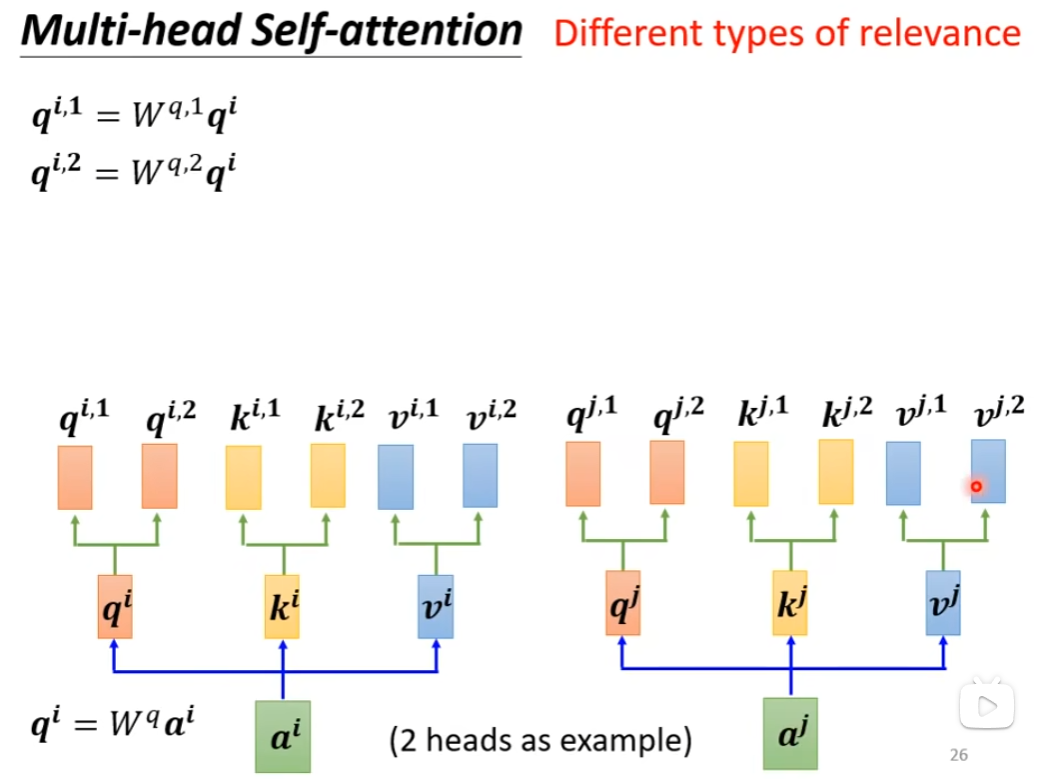 Multi-head Self-attention Different types of relevance
q^{i,1} = W^{q,1}q^i
q^{i,2} = W^{q,2}q^i
q^{i,1} q^{i,2} k^{i,1} k^{i,2} v^{i,1} v^{i,2} q^{j,1} q^{j,2} k^{j,1} k^{j,2} v^{j,1} v^{j,2}
q^i k^i v^i q^j k^j v^j
q^i = W^q a^i a^i (2 heads as example) a^j
26